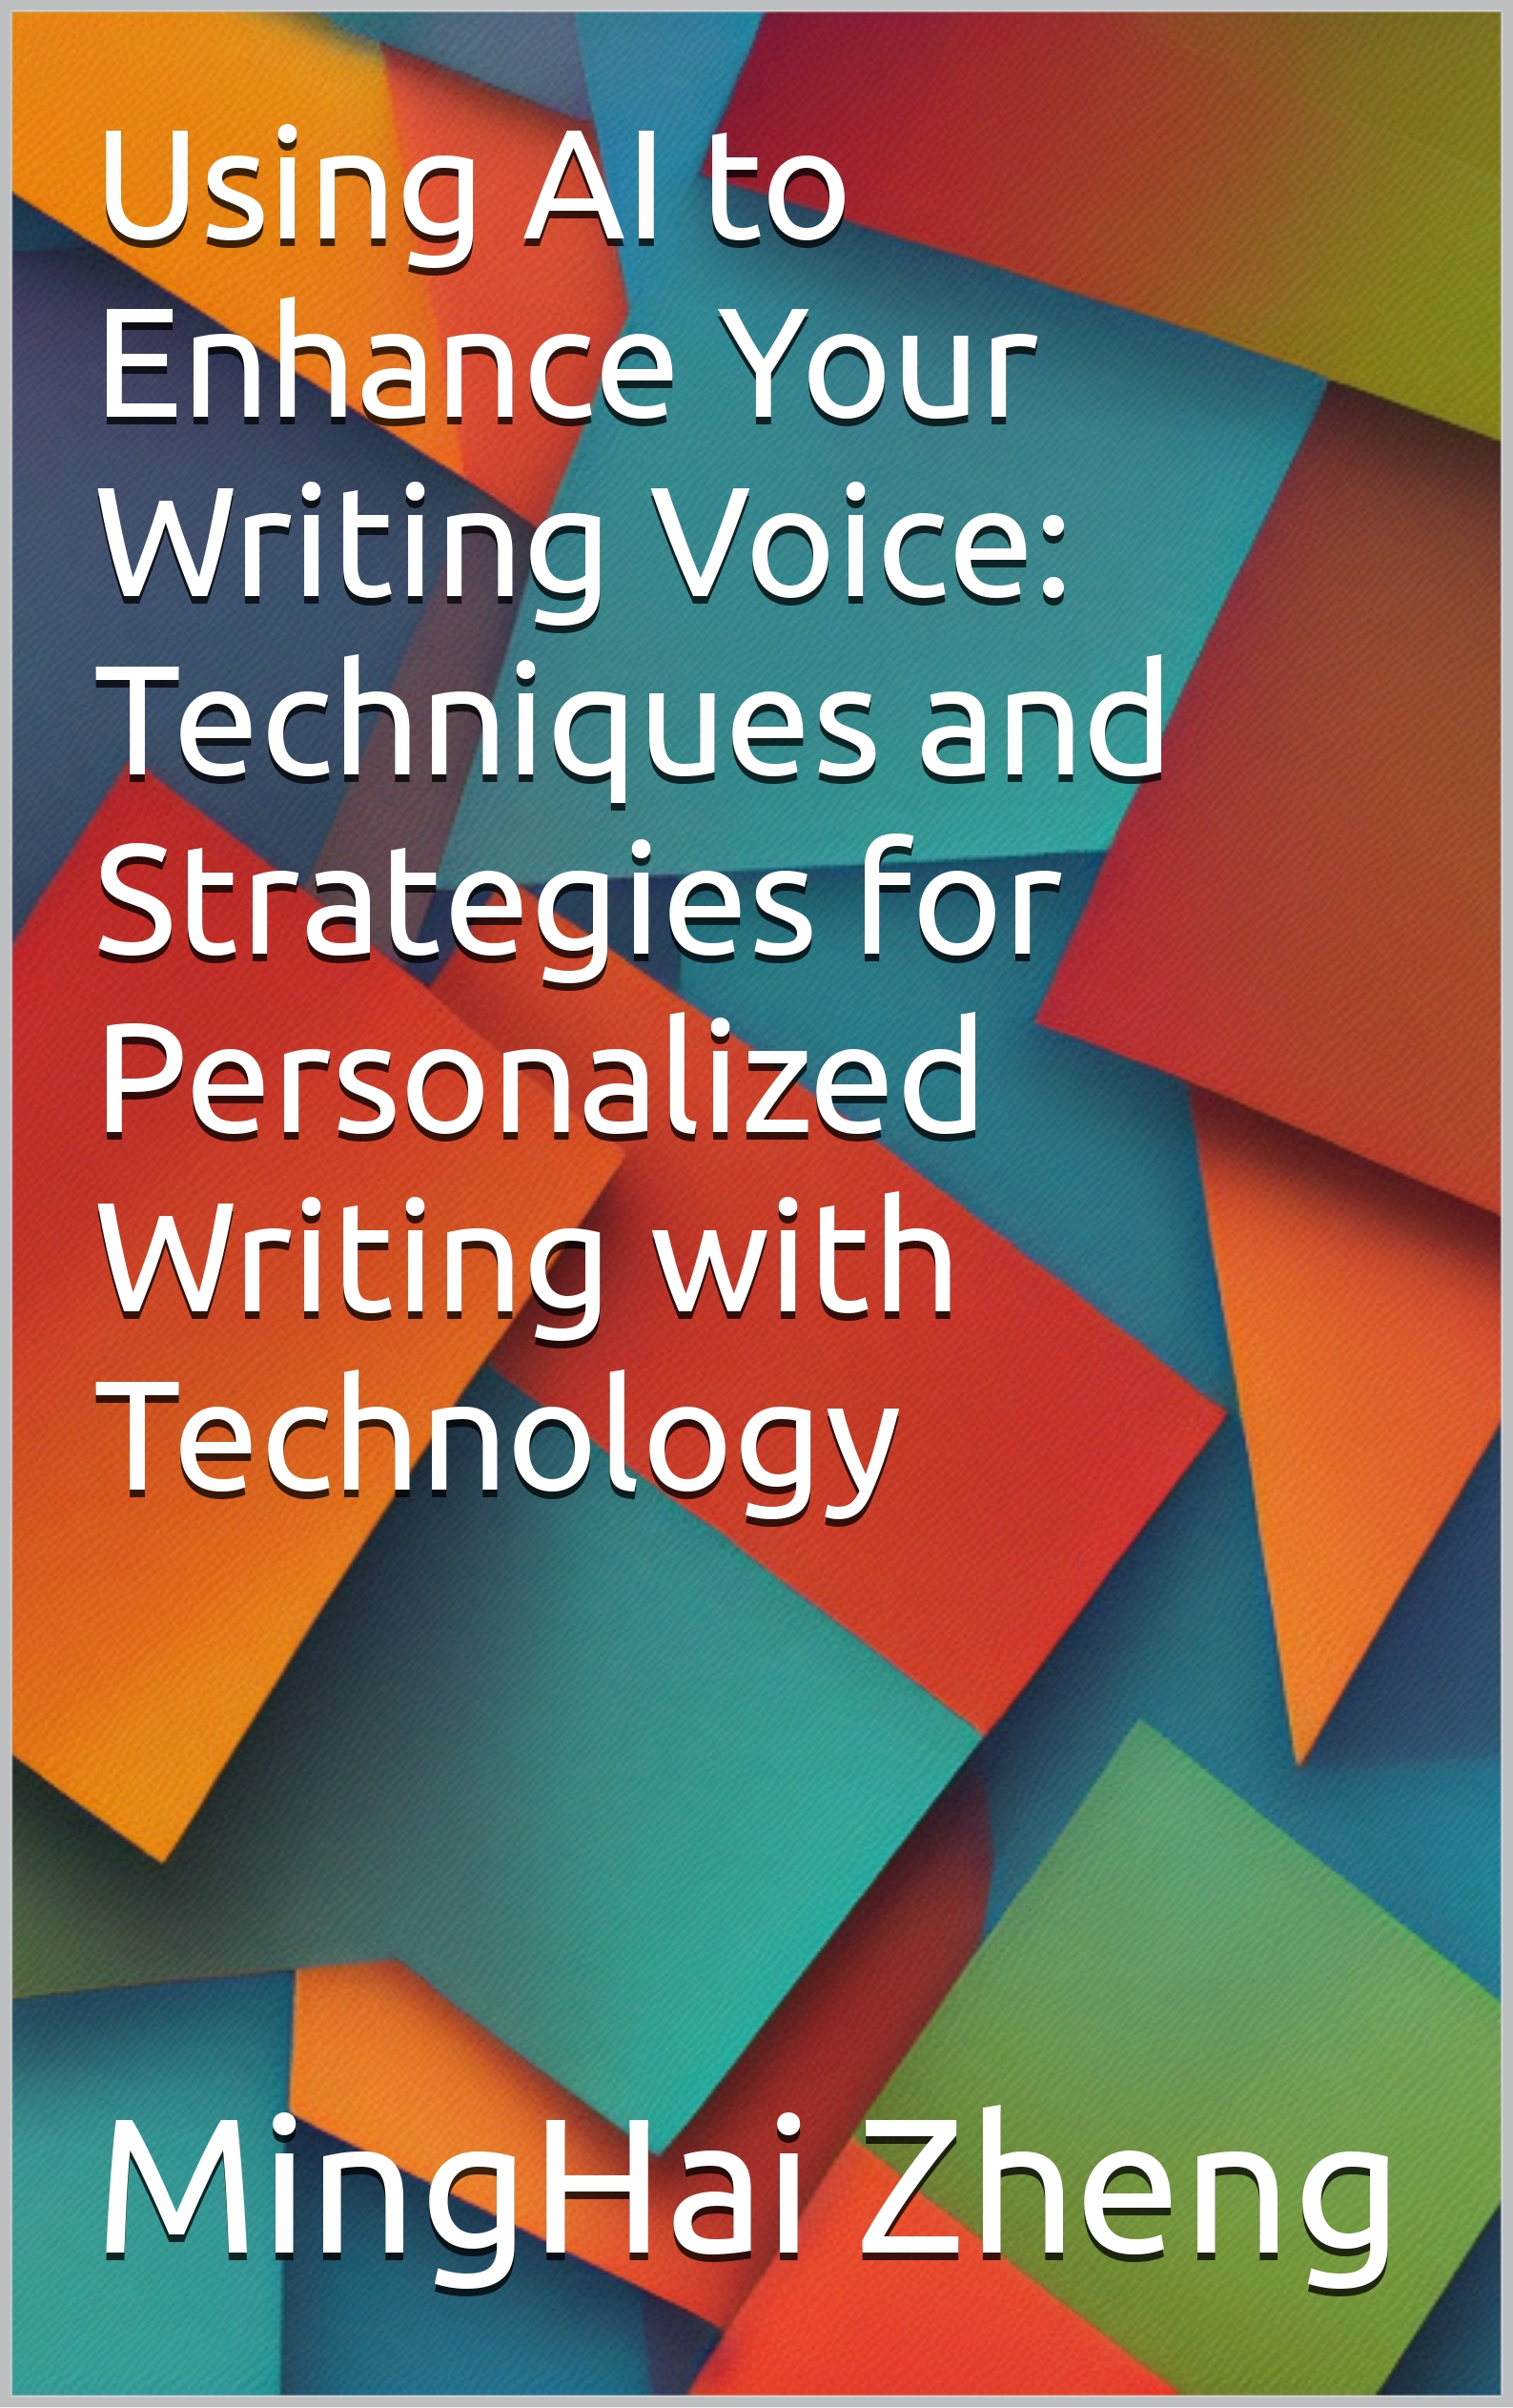 Using AI to
Enhance Your
Writing Voice:
Techniques and
Strategies for
Personalized
Writing with
Technology
MingHai Zheng